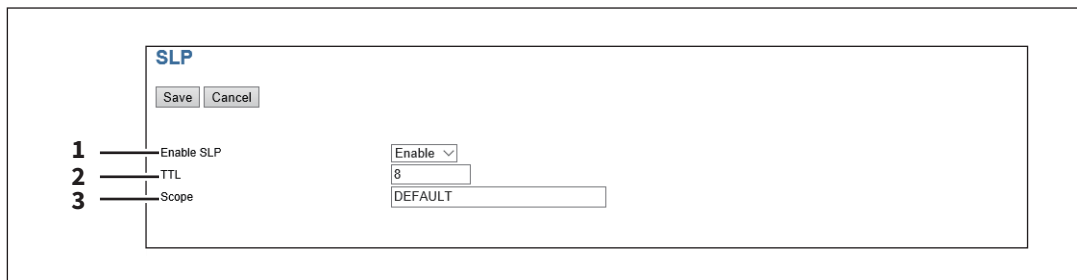 SLP
Save Cancel
1 Enable SLP Enable
2 TTL 8
3 Scope DEFAULT